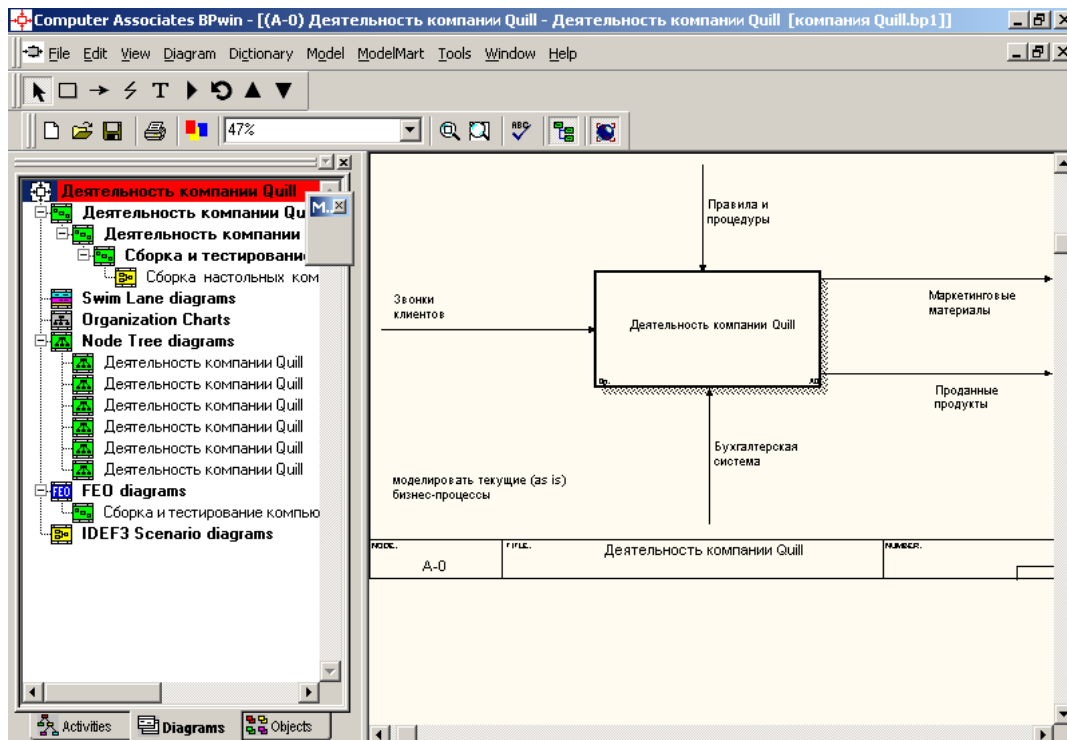 Computer Associates BPwin - [(A-0) Деятельность компании Quill - Деятельность компании Quill [компания Quill.bp1]]
File Edit View Diagram Dictionary Model ModelMart Tools Window Help
T
47%
ABC
Деятельность компании Quill
M..
Деятельность компании Qu
Деятельность компании
Сборка и тестировани
Сборка настольных ком
Swim Lane diagrams
Organization Charts
Node Tree diagrams
Деятельность компании Quill
Деятельность компании Quill
Деятельность компании Quill
Деятельность компании Quill
Деятельность компании Quill
Деятельность компании Quill
FEO FEO diagrams
Сборка и тестирование компью
IDEF3 Scenario diagrams
Activities Diagrams Objects
Правила и
процедуры
Звонки
клиентов
Деятельность компании Quill
0р. A0
Маркетинговые
материалы
Проданные
продукты
Бухгалтерская
система
моделировать текущие (as is)
бизнес-процессы
NODE: TITLE: NUMBER:
A-0 Деятельность компании Quill